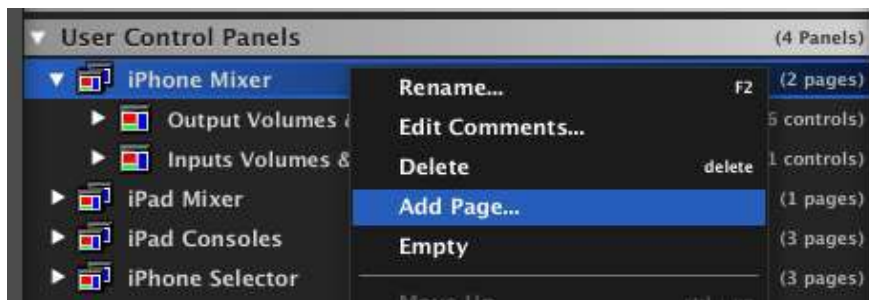 User Control Panels (4 Panels)
iPhone Mixer (2 pages)
Rename... F2
Output Volumes controls)
Edit Comments...
Inputs Volumes & controls)
Delete delete
iPad Mixer (1 pages)
Add Page...
iPad Consoles (3 pages)
Empty
iPhone Selector (3 pages)